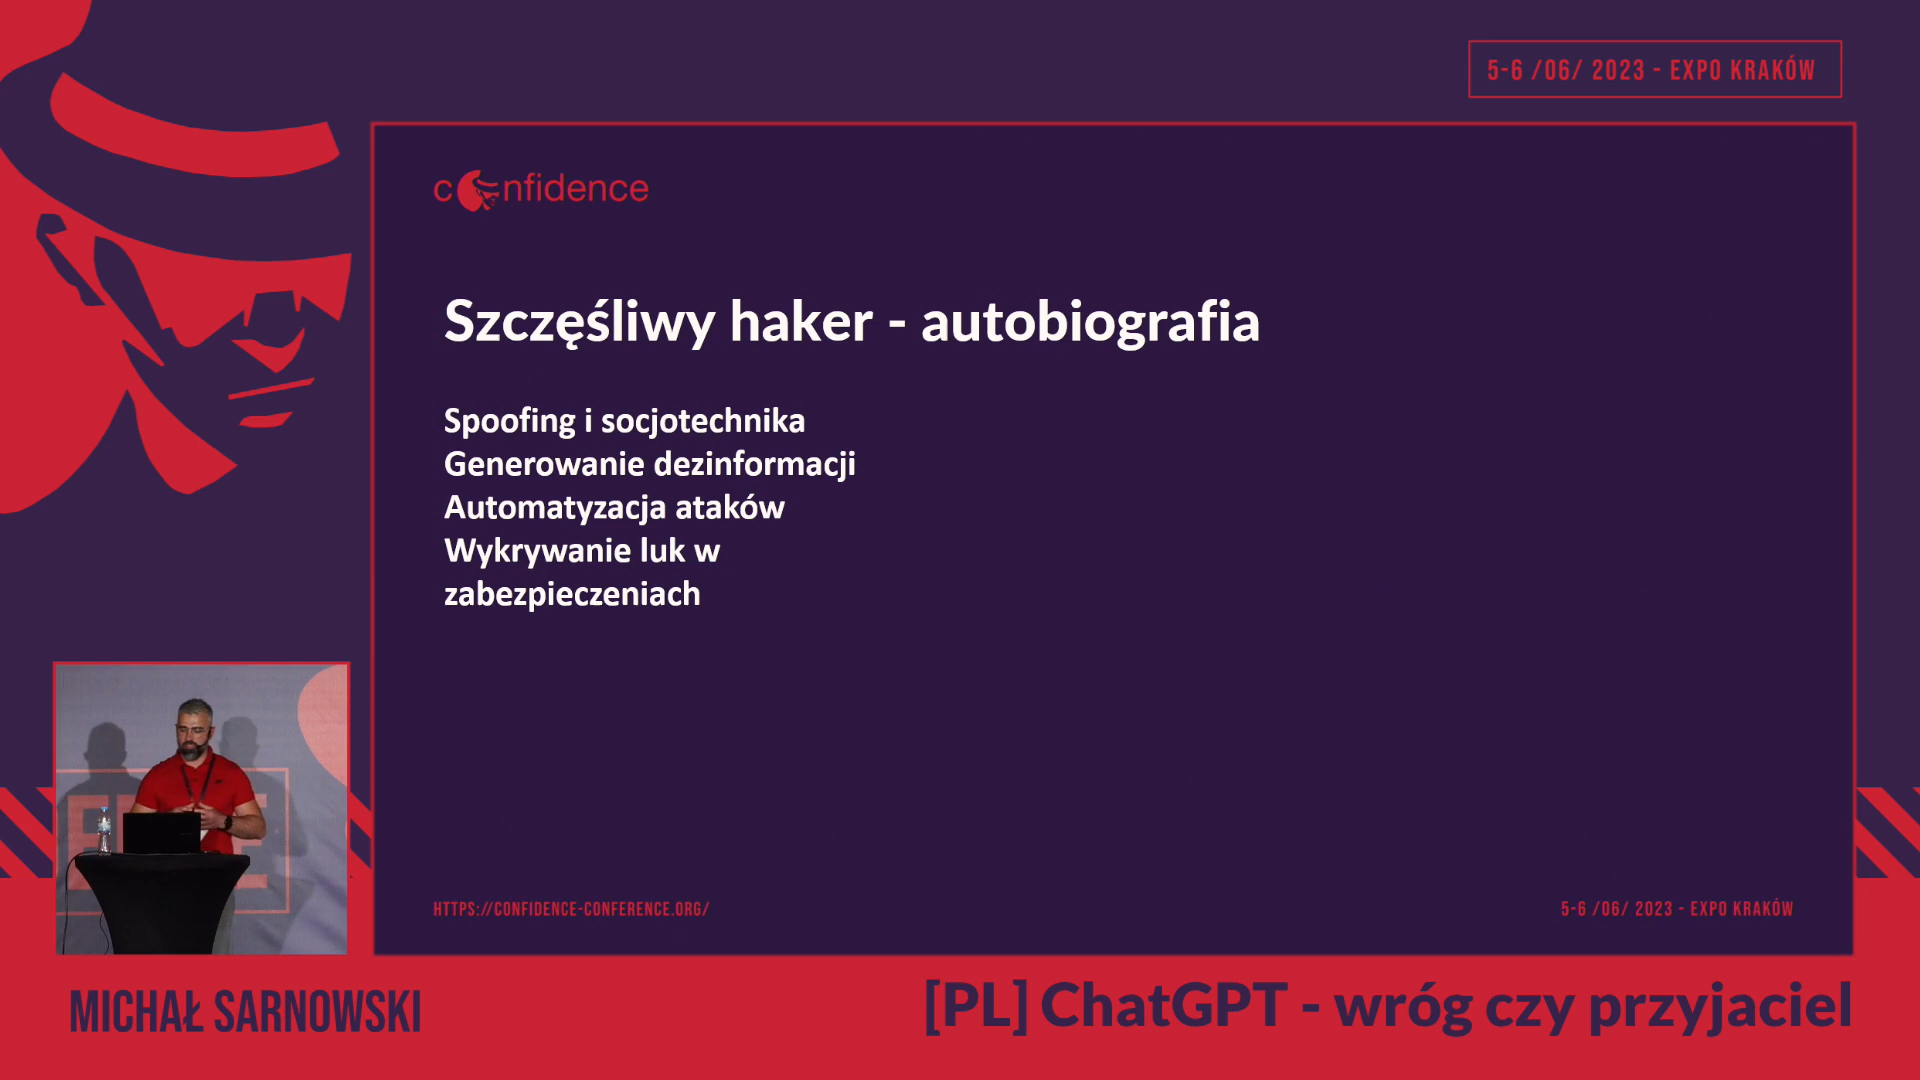 5-6 /06/ 2023 - EXPO KRAKÓW
confidence
Szczęśliwy haker - autobiografia
Spoofing i socjotechnika
Generowanie dezinformacji
Automatyzacja ataków
Wykrywanie luk w
zabezpieczeniach
HTTPS://CONFIDENCE-CONFERENCE.ORG/
5-6 /06/ 2023 - EXPO KRAKÓW
MICHAŁ SARNOWSKI
[PL] ChatGPT - wróg czy przyjaciel